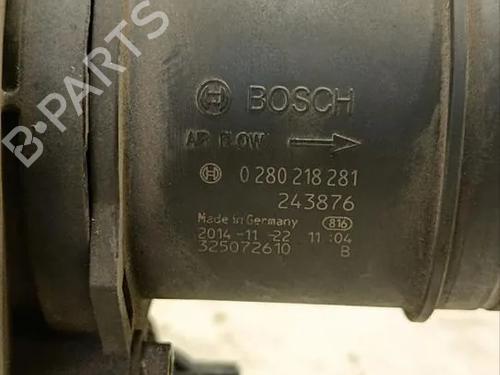 BOSCH
AIR FLOW
0 280 218 281
243876
Made in Germany 816
2014-11-22 11:04
325072610 B
B-Parts